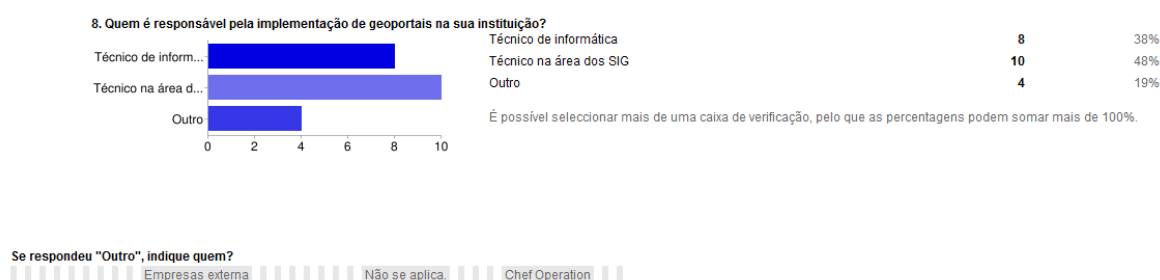 8. Quem é responsável pela implementação de geoportais na sua instituição?
Técnico de inform...
Técnico na área d...
Outro
0 2 4 6 8 10
Técnico de informática 8 38%
Técnico na área dos SIG 10 48%
Outro 4 19%
É possível seleccionar mais de uma caixa de verificação, pelo que as percentagens podem somar mais de 100%.
Se respondeu "Outro", indique quem?
Empresas externa Não se aplica. Chef Operation